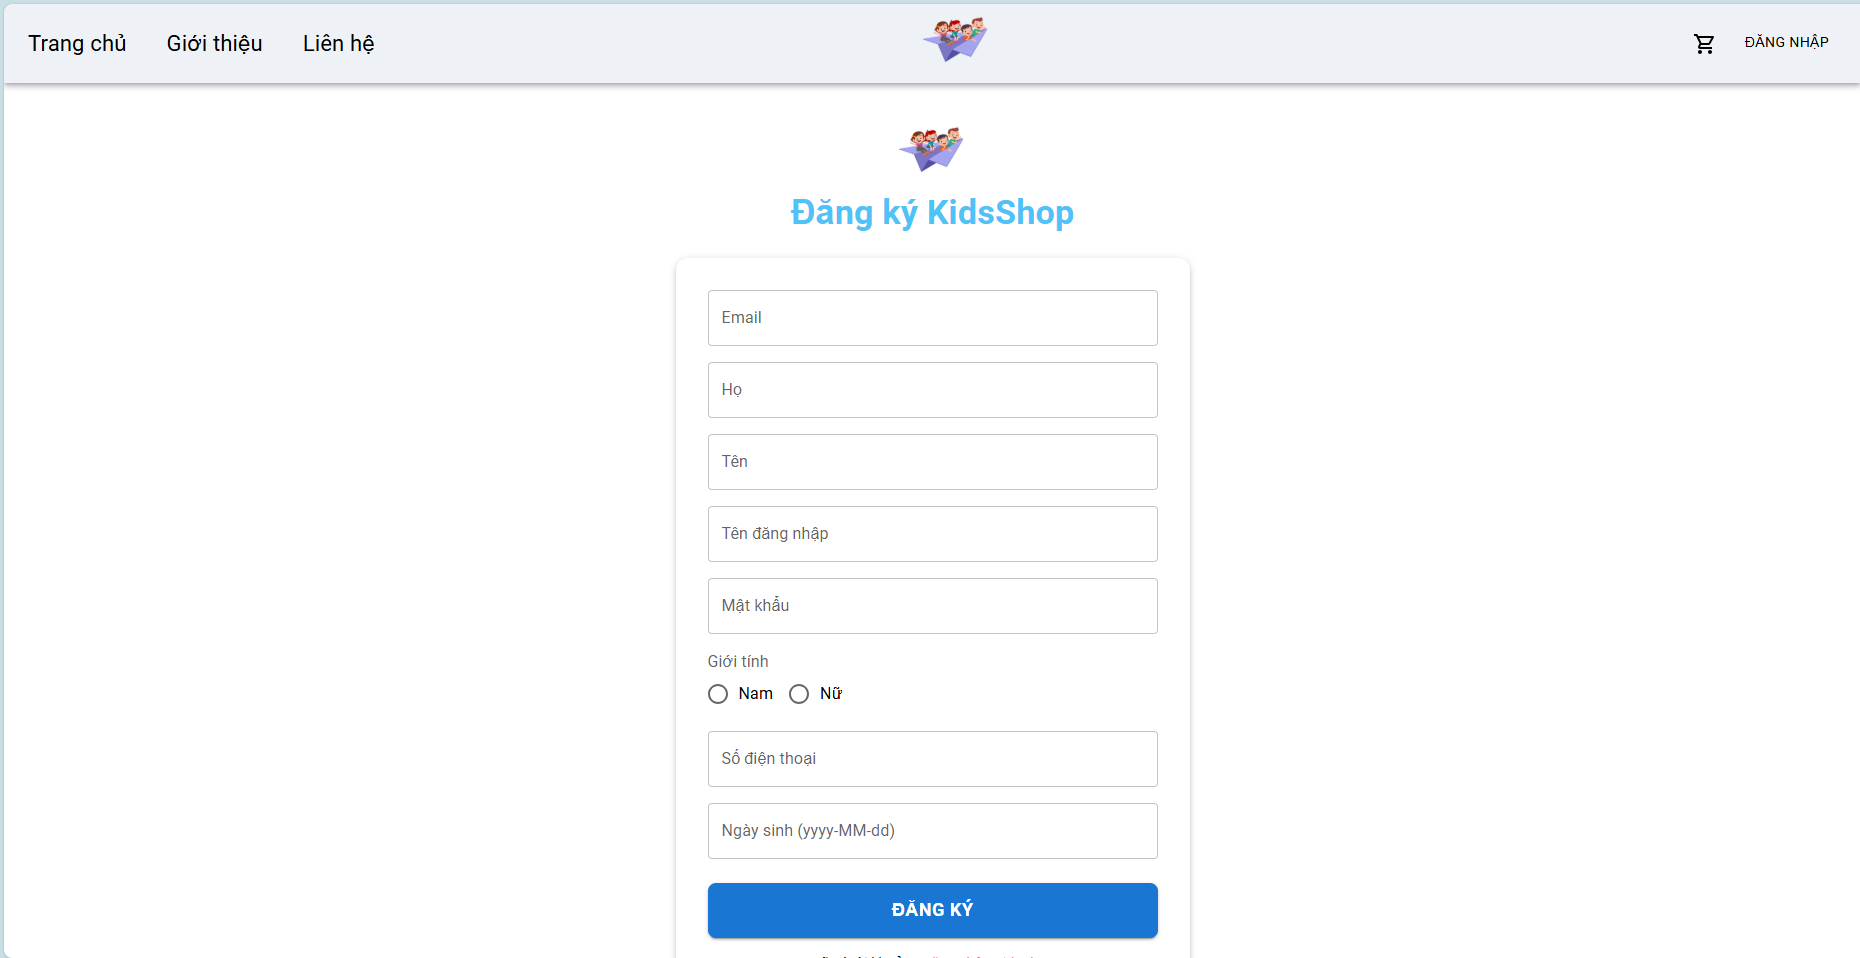 Trang chủ Giới thiệu Liên hệ ĐĂNG NHẬP
Đăng ký KidsShop
Email
Họ
Tên
Tên đăng nhập
Mật khẩu
Giới tính
Nam Nữ
Số điện thoại
Ngày sinh (yyyy-MM-dd)
ĐĂNG KÝ